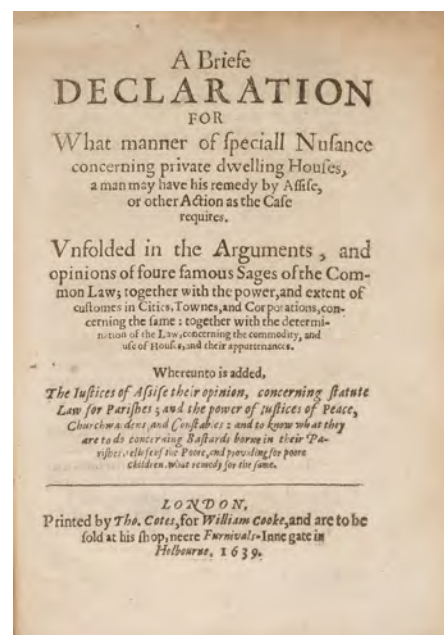 A Briefe
DECLARATION
FOR
What manner of ſpeciall Nuſance
concerning private dwelling Houſes,
a man may have his remedy by Aſſiſe,
or other Action as the Caſe
requires.
Vnfolded in the Arguments, and
opinions of foure famous Sages of the Com-
mon Law; together with the power, and extent of
cuſtomes in Cities, Townes, and Corporations, con-
cerning the ſame: together with the determi-
nation of the Law, concerning the commodity, and
uſe of Houſes, and their appurtenances.
Whereunto is added,
The Iuſtices of Aſſiſe their opinion, concerning ſtatute
Law for Pariſhes; and the power of Iuſtices of Peace,
Churchwardens, and Conſtables: and to know what they
are to do concerning Baſtards borne in their Pa-
riſhes, reliefe of the Poore, and providing for poore
children, what remedy for the ſame.
LONDON,
Printed by Tho. Cotes, for William Cooke, and are to be
ſold at his ſhop, neere Furnivals-Inne gate in
Holbourne, 1639.